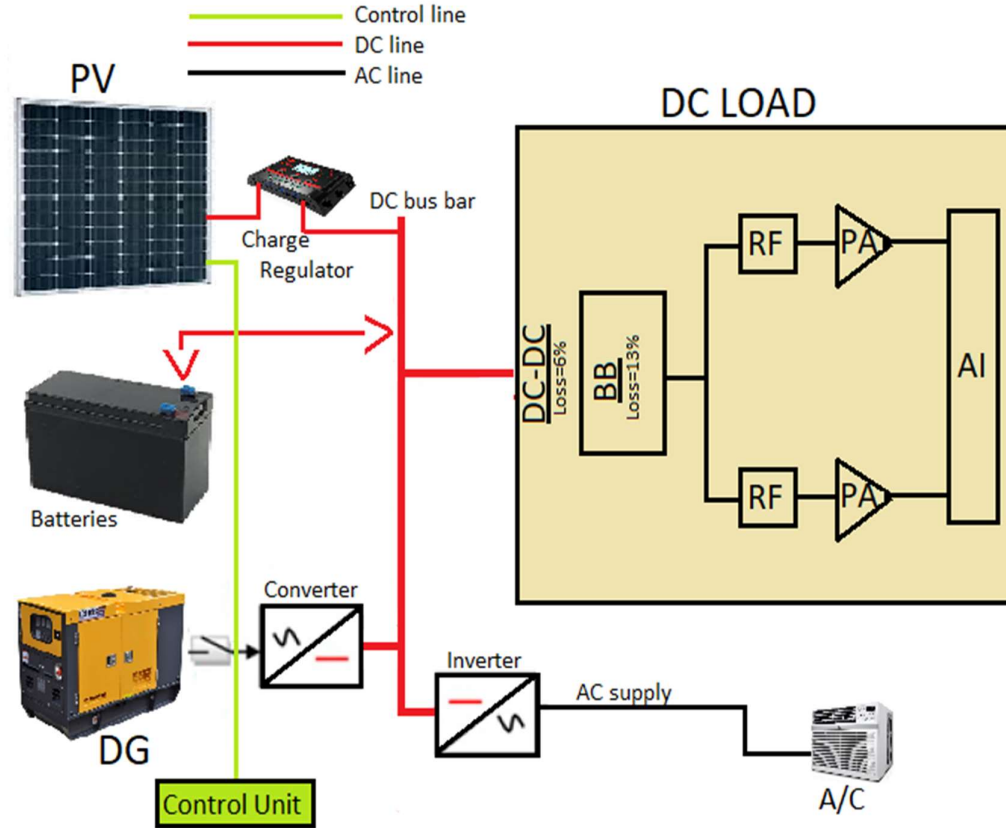 Control line
DC line
AC line
PV
DC LOAD
DC bus bar
Charge
Regulator
RF
PA
DC-DC
Loss=6%
BB
Loss=13%
AI
RF
PA
Batteries
Converter
Inverter
AC supply
DG
A/C
Control Unit